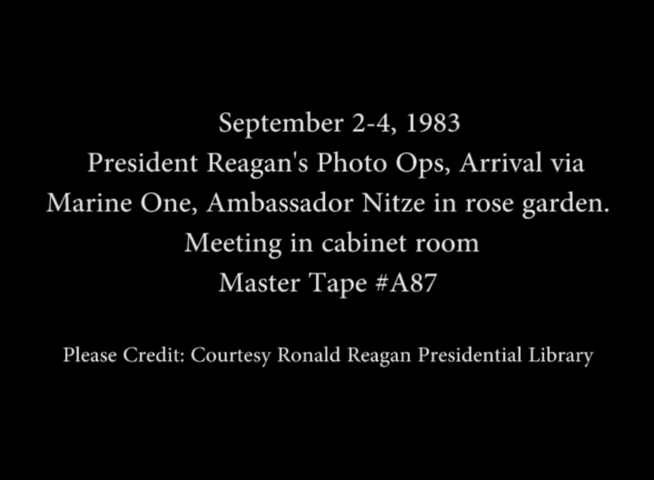 September 2-4, 1983
President Reagan's Photo Ops, Arrival via
Marine One, Ambassador Nitze in rose garden.
Meeting in cabinet room
Master Tape #A87
Please Credit: Courtesy Ronald Reagan Presidential Library